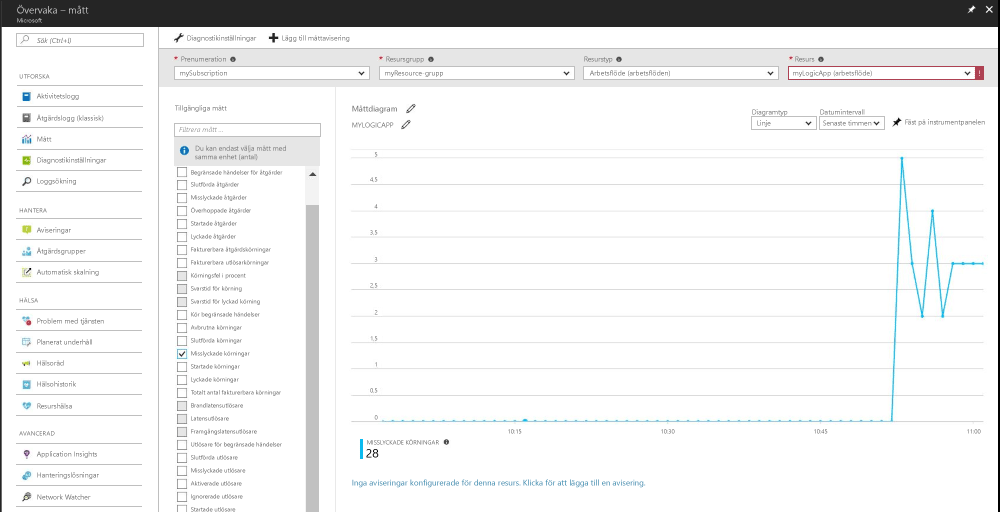 Övervaka – mått
Microsoft
Sök (Ctrl+/)
UTFORSKA
Aktivitetslogg
Åtgärdslogg (klassisk)
Mått
Diagnostikinställningar
Loggsökning
HANTERA
Aviseringar
Åtgärdsgrupper
Automatisk skalning
HÄLSA
Problem med tjänsten
Planerat underhåll
Hälsoråd
Hälsohistorik
Resurshälsa
AVANCERAD
Application Insights
Hanteringslösningar
Network Watcher
Diagnostikinställningar
Lägg till måttavisering
* Prenumeration
mySubscription
* Resursgrupp
myResource-grupp
Resurstyp
Arbetsflöde (arbetsflöden)
* Resurs
myLogicApp (arbetsflöde)
!
Tillgängliga mått
Filtrera mått ...
Du kan endast välja mått med
samma enhet (antal)
Begränsade händelser för åtgärder
Slutförda åtgärder
Misslyckade åtgärder
Överhoppade åtgärder
Startade åtgärder
Lyckade åtgärder
Fakturerbara åtgärdskörningar
Fakturerbara utlösarkörningar
Körningsfel i procent
Svarstid för körning
Svarstid för lyckad körning
Kör begränsade händelser
Avbrutna körningar
Slutförda körningar
Misslyckade körningar
Startade körningar
Lyckade körningar
Totalt antal fakturerbara körningar
Brandlatensutlösare
Latensutlösare
Framgångslatensutlösare
Utlösare för begränsade händelser
Slutförda utlösare
Misslyckade utlösare
Aktiverade utlösare
Ignorerade utlösare
Startade utlösare
Måttdiagram
MYLOGICAPP
Diagramtyp
Linje
Datumintervall
Senaste timmen
Fäst på instrumentpanelen
5
4.5
4
3.5
3
2.5
2
1.5
1
0.5
0
10:15
10:30
10:45
11:00
MISSLYCKADE KÖRNINGAR
28
Inga aviseringar konfigurerade för denna resurs. Klicka för att lägga till en avisering.